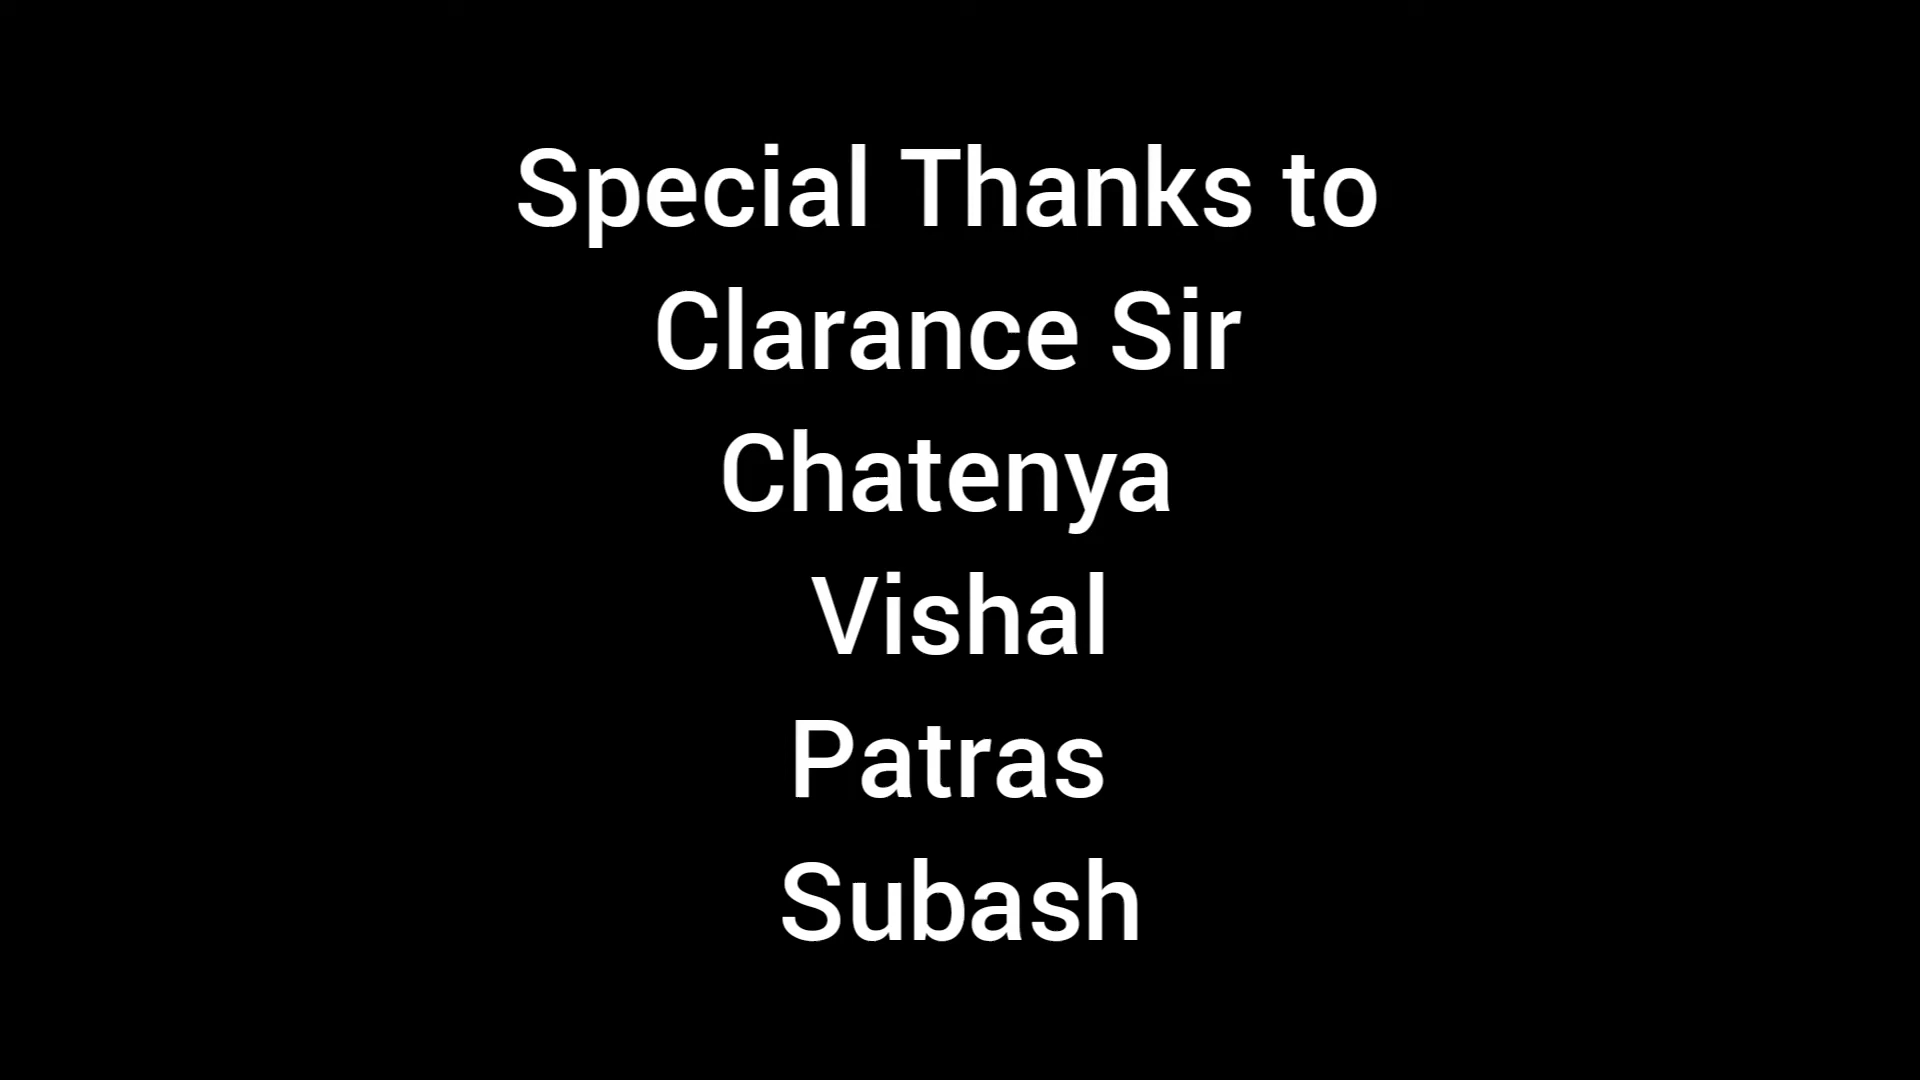 Special Thanks to
Clarance Sir
Chatenya
Vishal
Patras
Subash